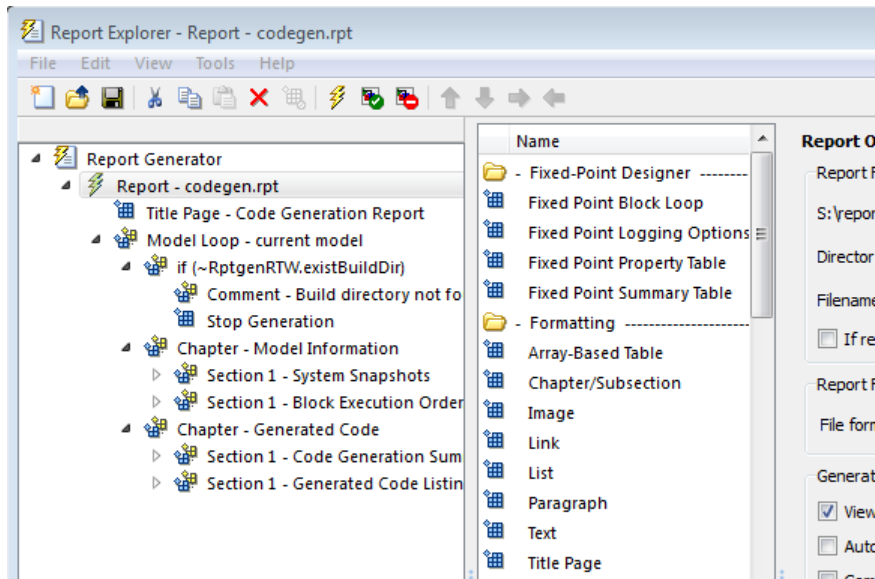 Report Explorer - Report - codegen.rpt
File Edit View Tools Help
Report Generator
Report - codegen.rpt
Title Page - Code Generation Report
Model Loop - current model
if (~RptgenRTW.existBuildDir)
Comment - Build directory not fo
Stop Generation
Chapter - Model Information
Section 1 - System Snapshots
Section 1 - Block Execution Order
Chapter - Generated Code
Section 1 - Code Generation Sum
Section 1 - Generated Code Listin
Name
- Fixed-Point Designer --------
Fixed Point Block Loop
Fixed Point Logging Options
Fixed Point Property Table
Fixed Point Summary Table
- Formatting --------------------
Array-Based Table
Chapter/Subsection
Image
Link
List
Paragraph
Text
Title Page
Report O
Report F
S:\repor
Director
Filename
If re
Report F
File form
Generat
View
Auto